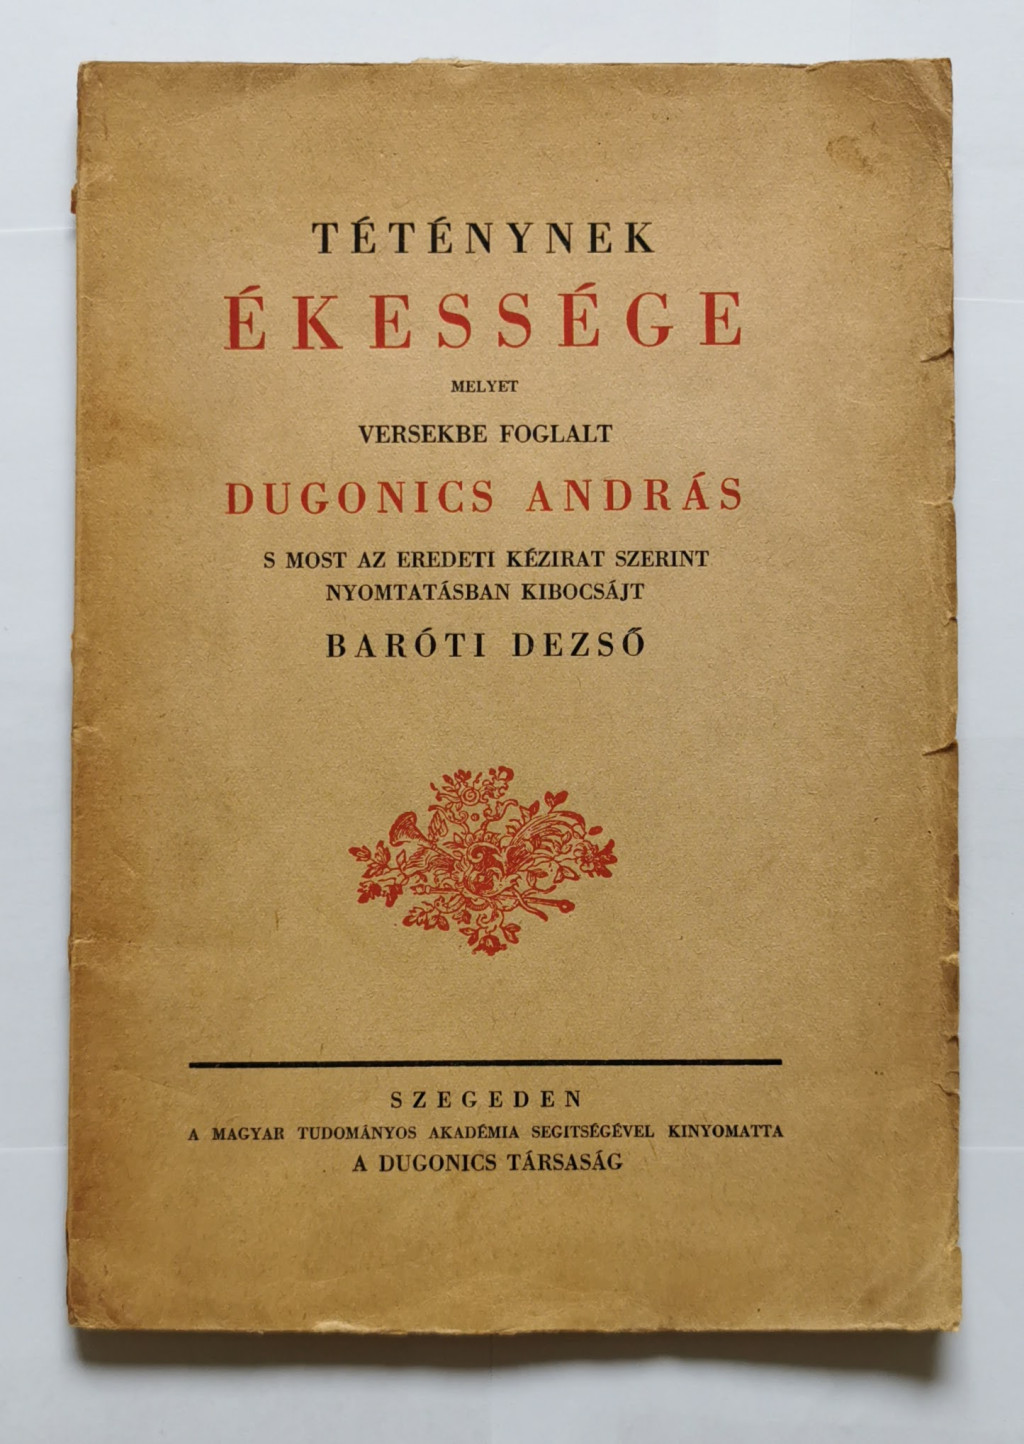 TÉTÉNYNEK
ÉKESSÉGE
MELYET
VERSEKBE FOGLALT
DUGONICS ANDRÁS
S MOST AZ EREDETI KÉZIRAT SZERINT
NYOMTATÁSBAN KIBOCSÁJT
BARÓTI DEZSŐ
SZEGEDEN
A MAGYAR TUDOMÁNYOS AKADÉMIA SEGITSÉGÉVEL KINYOMATTA
A DUGONICS TÁRSASÁG